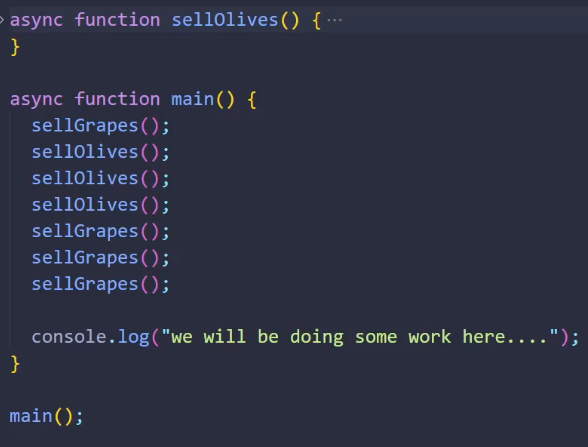 async function sellOlives() { ...
}
async function main() {
sellGrapes();
sellOlives();
sellOlives();
sellOlives();
sellGrapes();
sellGrapes();
sellGrapes();
console.log("we will be doing some work here....");
}
main();